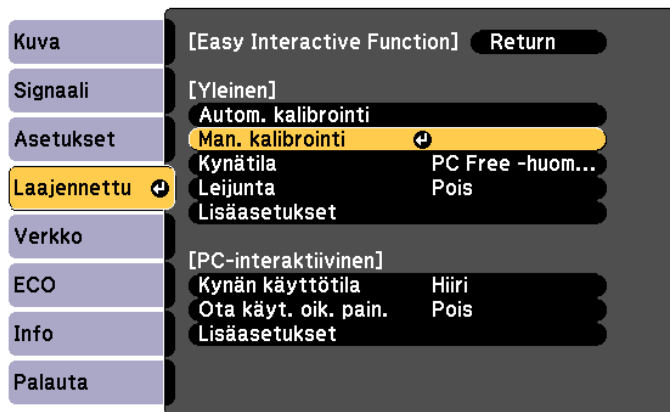 Kuva
Signaali
Asetukset
Laajennettu
Verkko
ECO
Info
Palauta
[Easy Interactive Function] Return
[Yleinen]
Autom. kalibrointi
Man. kalibrointi
Kynätila PC Free -huom...
Leijunta Pois
Lisäasetukset
[PC-interaktiivinen]
Kynän käyttötila Hiiri
Ota käyt. oik. pain. Pois
Lisäasetukset